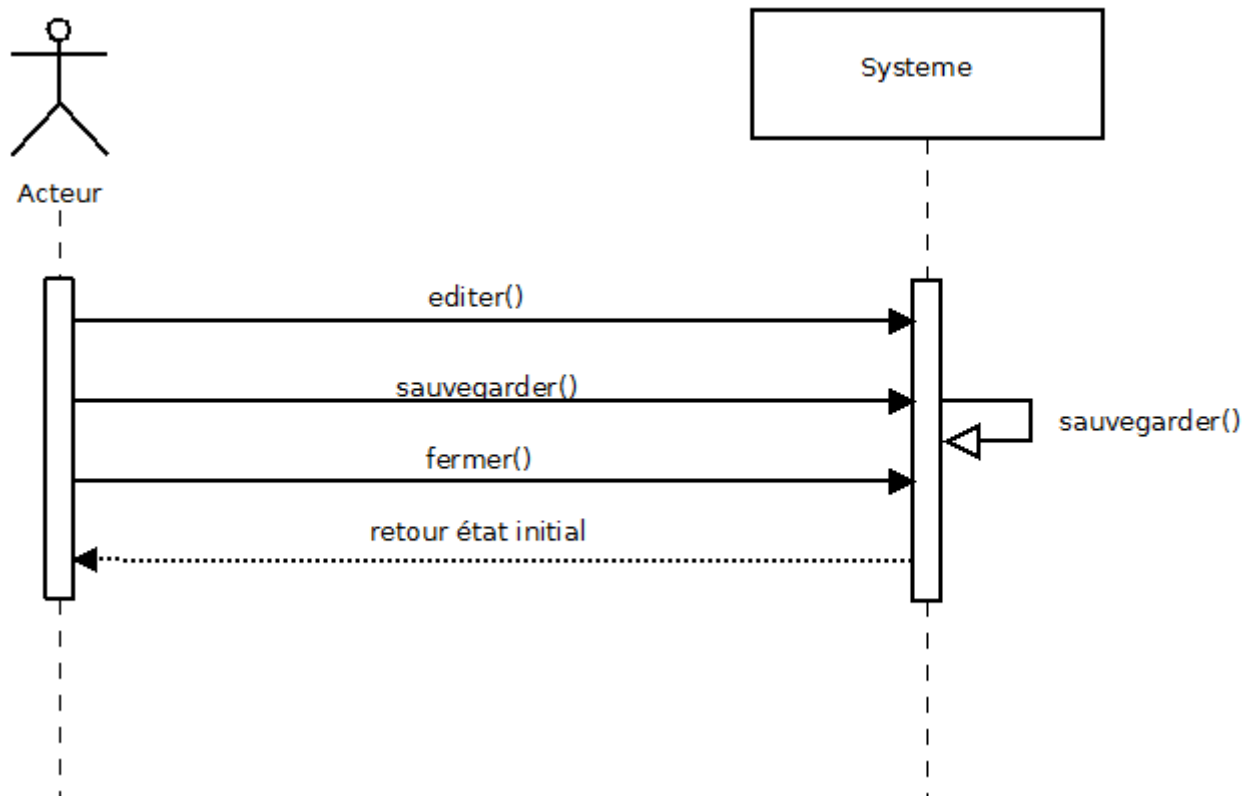 Systeme
Acteur
editer()
sauvegarder()
sauvegarder()
fermer()
retour état initial